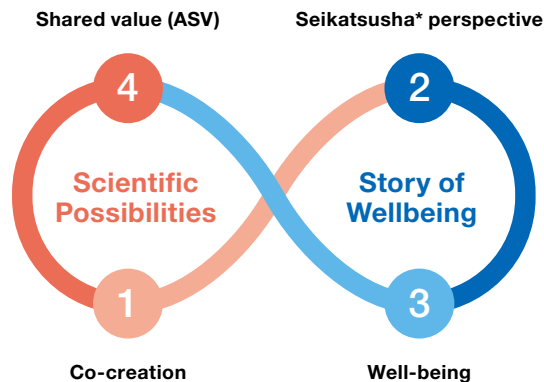 Shared value (ASV)
Seikatsusha* perspective
4
2
Scientific
Possibilities
Story of
Wellbeing
1
3
Co-creation
Well-being